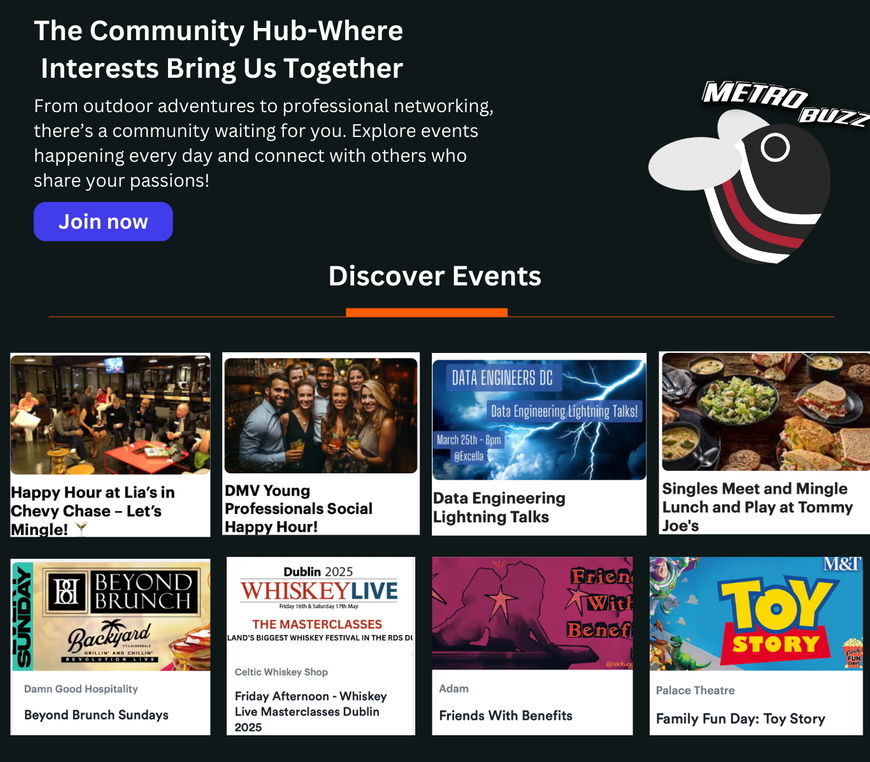 The Community Hub-Where
Interests Bring Us Together
From outdoor adventures to professional networking,
there's a community waiting for you. Explore events
happening every day and connect with others who
share your passions!
Join now
METRO
BUZZ
Discover Events
Happy Hour at Lia's in
Chevy Chase – Let's
Mingle! 🍸
DMV Young
Professionals Social
Happy Hour!
DATA ENGINEERS DC
Data Engineering Lightning Talks!
March 25th - 6pm
@Excella
Data Engineering
Lightning Talks
Singles Meet and Mingle
Lunch and Play at Tommy
Joe's
SUNDAY
BEYOND
BRUNCH
Backyard
GRILLIN' AND CHILLIN'
REVOLUTION LIVE
Damn Good Hospitality
Beyond Brunch Sundays
Dublin 2025
WHISKEYLIVE
Friday 16th & Saturday 17th May
THE MASTERCLASSES
LAND'S BIGGEST WHISKEY FESTIVAL IN THE RDS DU
Celtic Whiskey Shop
Friday Afternoon - Whiskey
Live Masterclasses Dublin
2025
Frien
With
Benef
Adam
Friends With Benefits
M&T
TOY
STORY
FUN
Palace Theatre
Family Fun Day: Toy Story